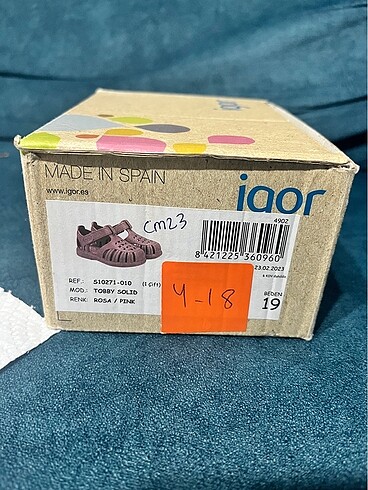 igor
MADE IN SPAIN
www.igor.es
igor
cm23
4902
8 421225 360960
23.02.2023
REF.: S10271-010 (1 Çift)
MOD.: TOBBY SOLID
RENK: ROSA / PINK
4-18
BEDEN
19